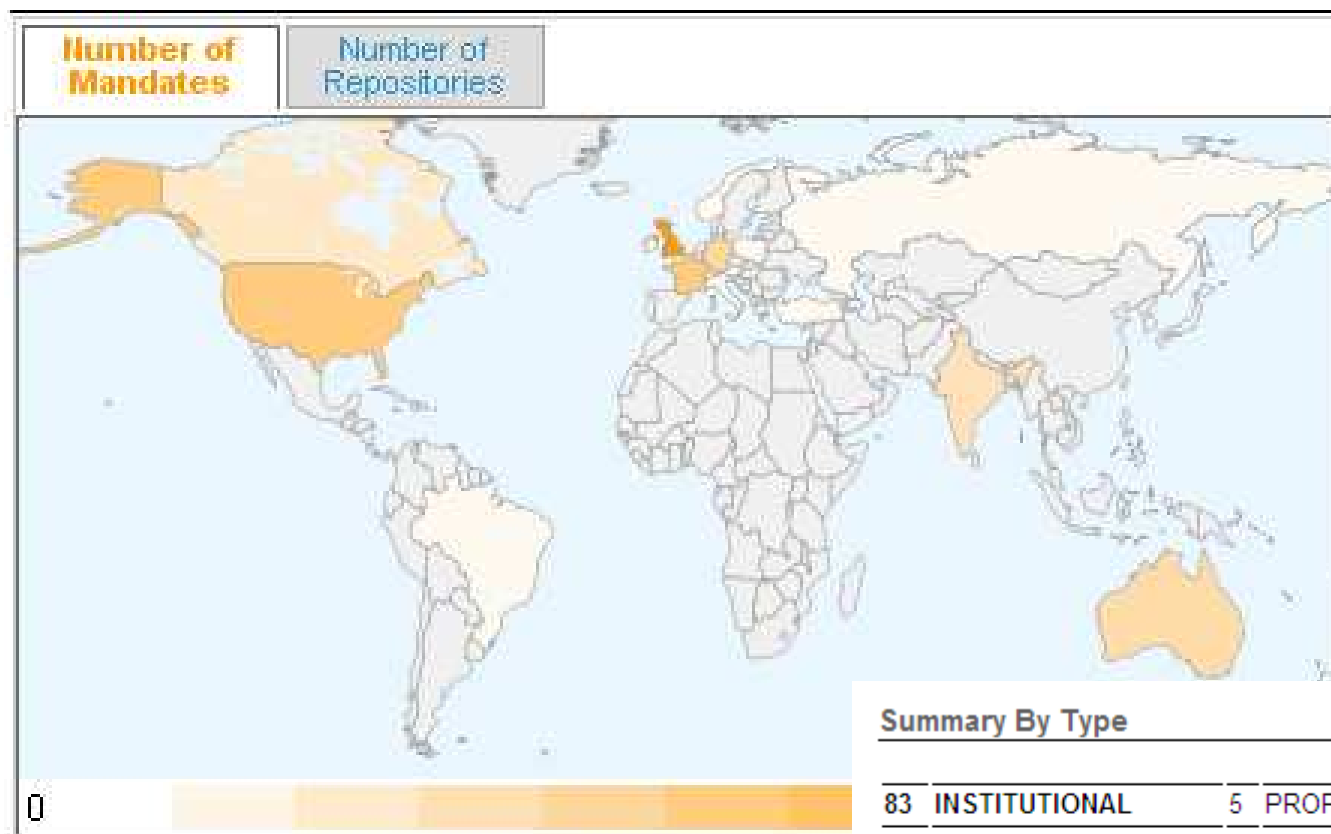 Number of
Mandates
Number of
Repositories
Summary By Type
0
83 INSTITUTIONAL 5